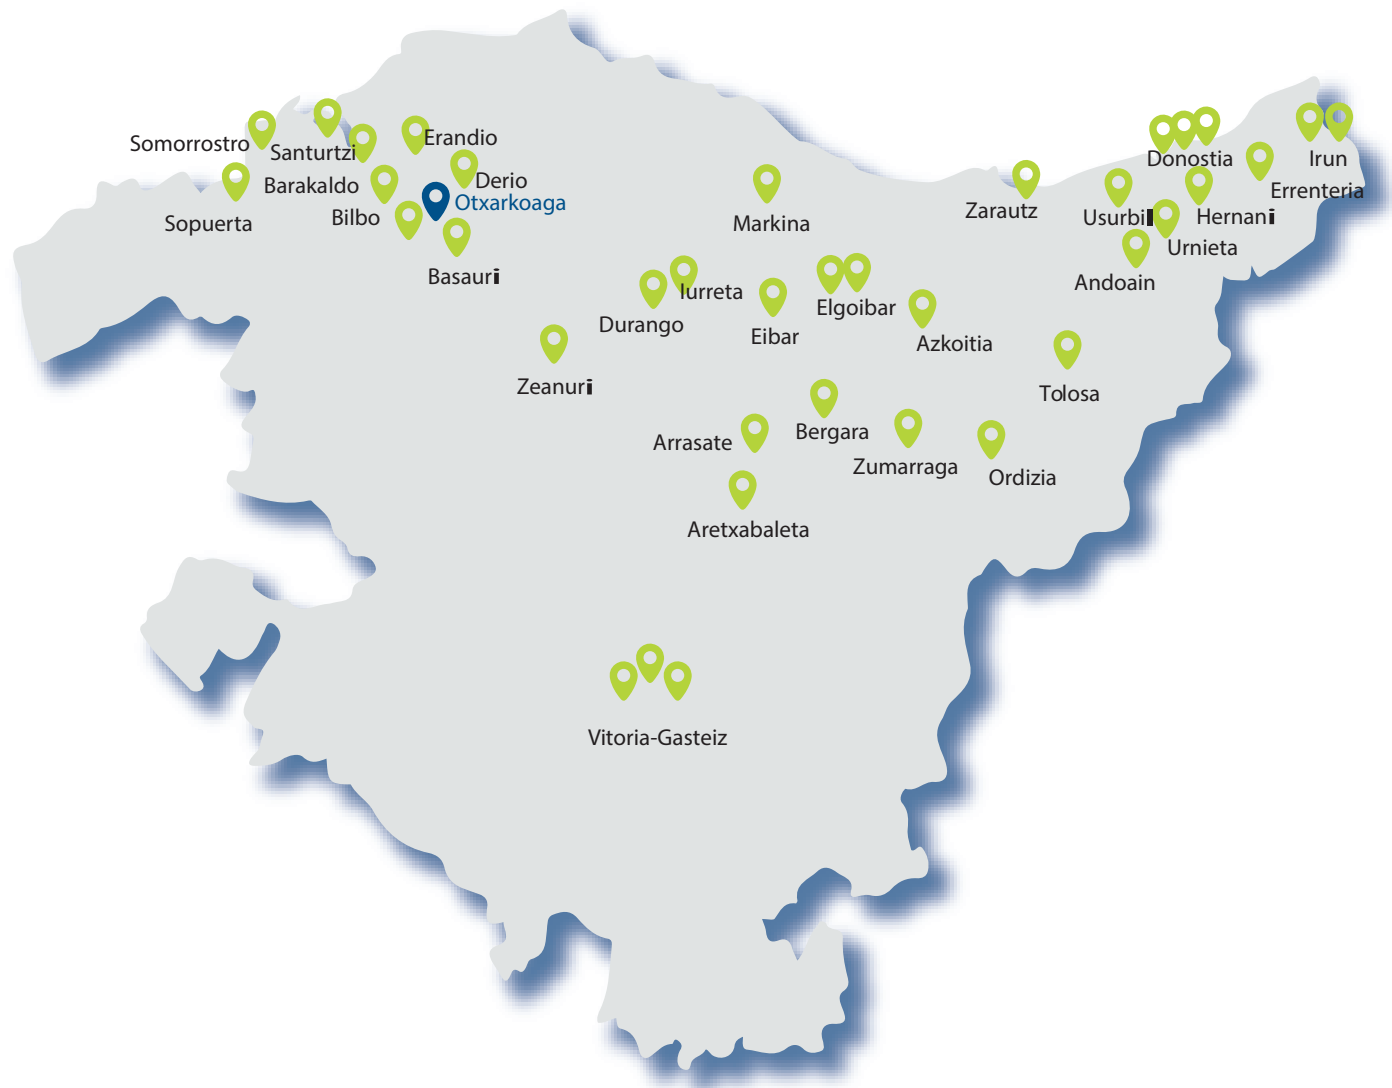 Somorrostro
Santurtzi
Erandio
Donostia
Irun
Barakaldo
Derio
Errenteria
Otxarkoaga
Zarautz
Usurbil
Hernani
Sopuerta
Bilbo
Markina
Urnieta
Basauri
Andoain
Iurreta
Elgoibar
Durango
Eibar
Azkoitia
Zeanuri
Tolosa
Bergara
Arrasate
Zumarraga
Ordizia
Aretxabaleta
Vitoria-Gasteiz